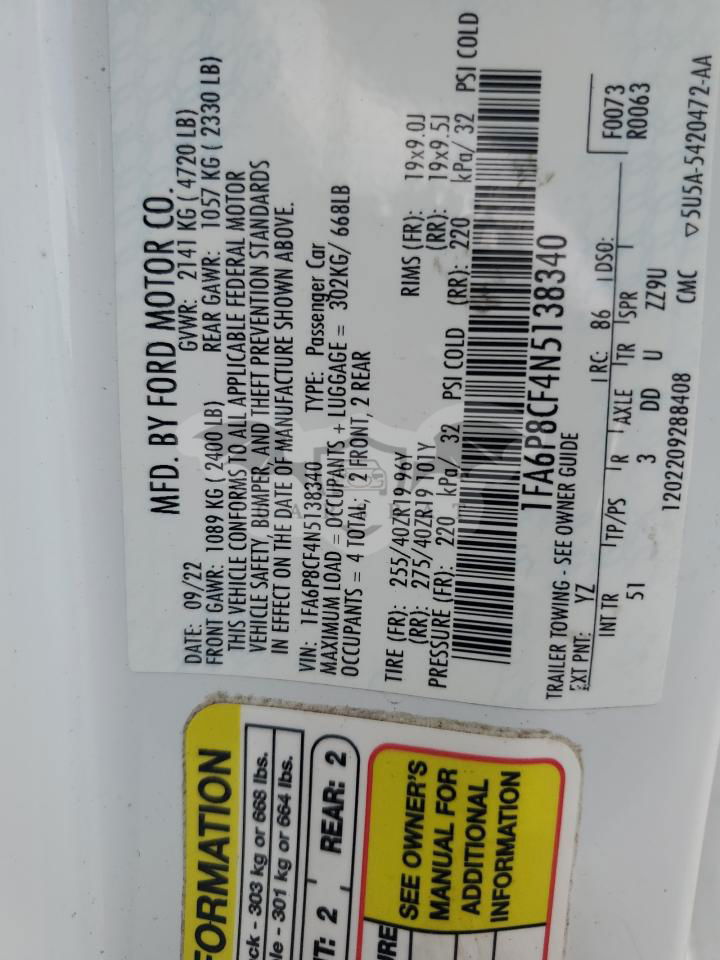 MFD. BY FORD MOTOR CO.
DATE: 09/22 GVWR: 2141 KG ( 4720 LB)
FRONT GAWR: 1089 KG ( 2400 LB) REAR GAWR: 1057 KG ( 2330 LB)
THIS VEHICLE CONFORMS TO ALL APPLICABLE FEDERAL MOTOR
VEHICLE SAFETY, BUMPER, AND THEFT PREVENTION STANDARDS
IN EFFECT ON THE DATE OF MANUFACTURE SHOWN ABOVE.
VIN: 1FA6P8CF4N5138340 TYPE: Passenger Car
MAXIMUM LOAD = OCCUPANTS + LUGGAGE = 302KG/ 668LB
OCCUPANTS = 4 TOTAL; 2 FRONT, 2 REAR
TIRE (FR): 255/40ZR19 96Y RIMS (FR): 19x9.0J
(RR): 275/40ZR19 101Y (RR): 19x9.5J
PRESSURE (FR): 220 kPa/ 32 PSI COLD (RR): 220 kPa/ 32 PSI COLD
1FA6P8CF4N5138340
TRAILER TOWING - SEE OWNER GUIDE
EXT PNT: YZ RC: 86 DSO: F0073
R0063
INT TR TP/PS R AXLE TR SPR
51 3 DD U ZZ9U
1202209288408 CMC ▽5U5A-5420472-AA
FORMATION
ck - 303 kg or 668 lbs.
le - 301 kg or 664 lbs.
T: 2 REAR: 2
URE
SEE OWNER'S
MANUAL FOR
ADDITIONAL
INFORMATION